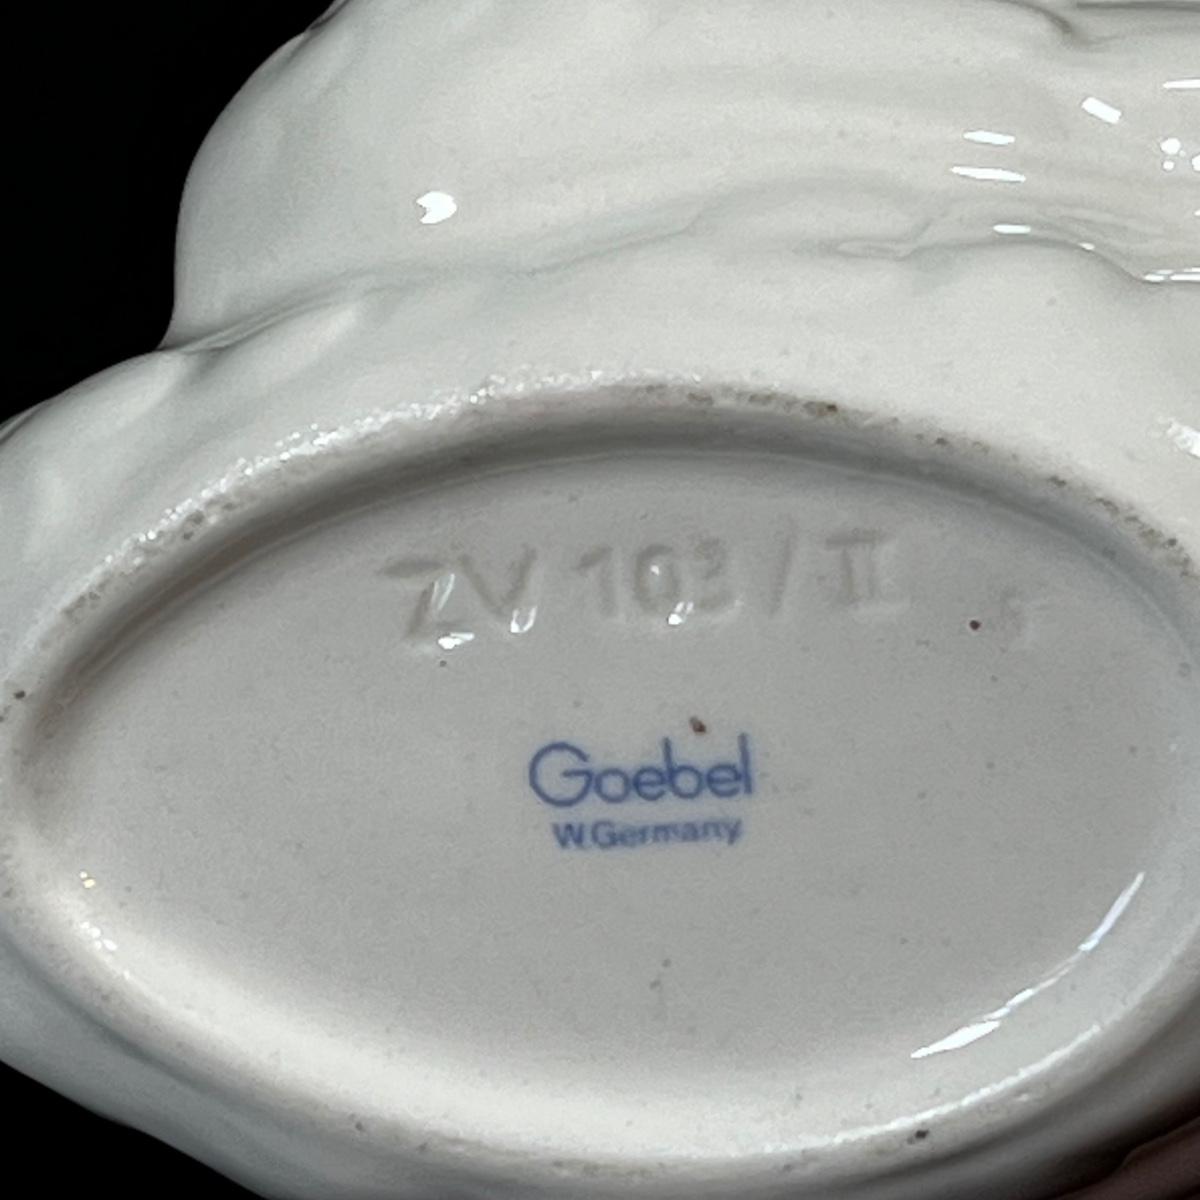 ZV 103 / II
Goebel
W.Germany